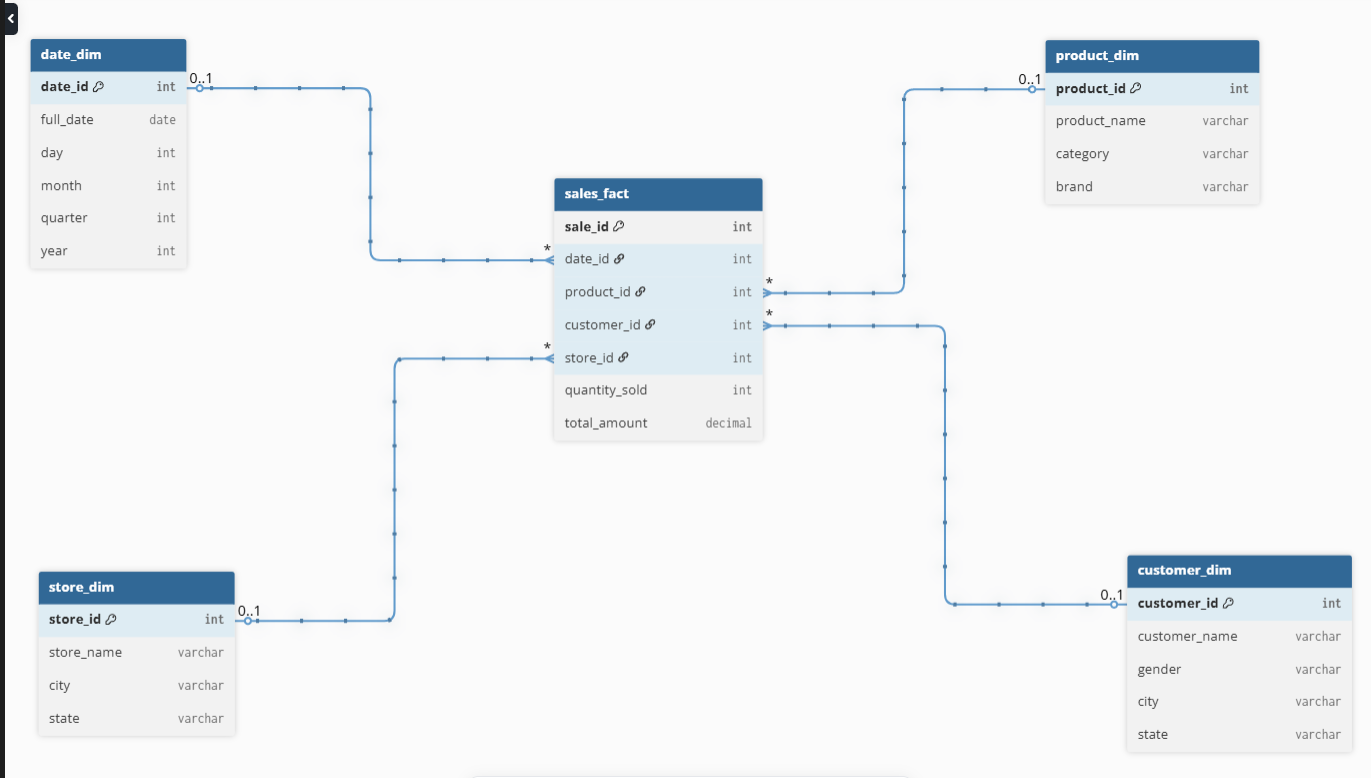 date_dim
date_id int
full_date date
day int
month int
quarter int
year int
0..1
*
sales_fact
sale_id int
date_id int
product_id int
customer_id int
store_id int
quantity_sold int
total_amount decimal
*
*
*
0..1
product_dim
product_id int
product_name varchar
category varchar
brand varchar
store_dim
store_id int
store_name varchar
city varchar
state varchar
0..1
0..1
customer_dim
customer_id int
customer_name varchar
gender varchar
city varchar
state varchar